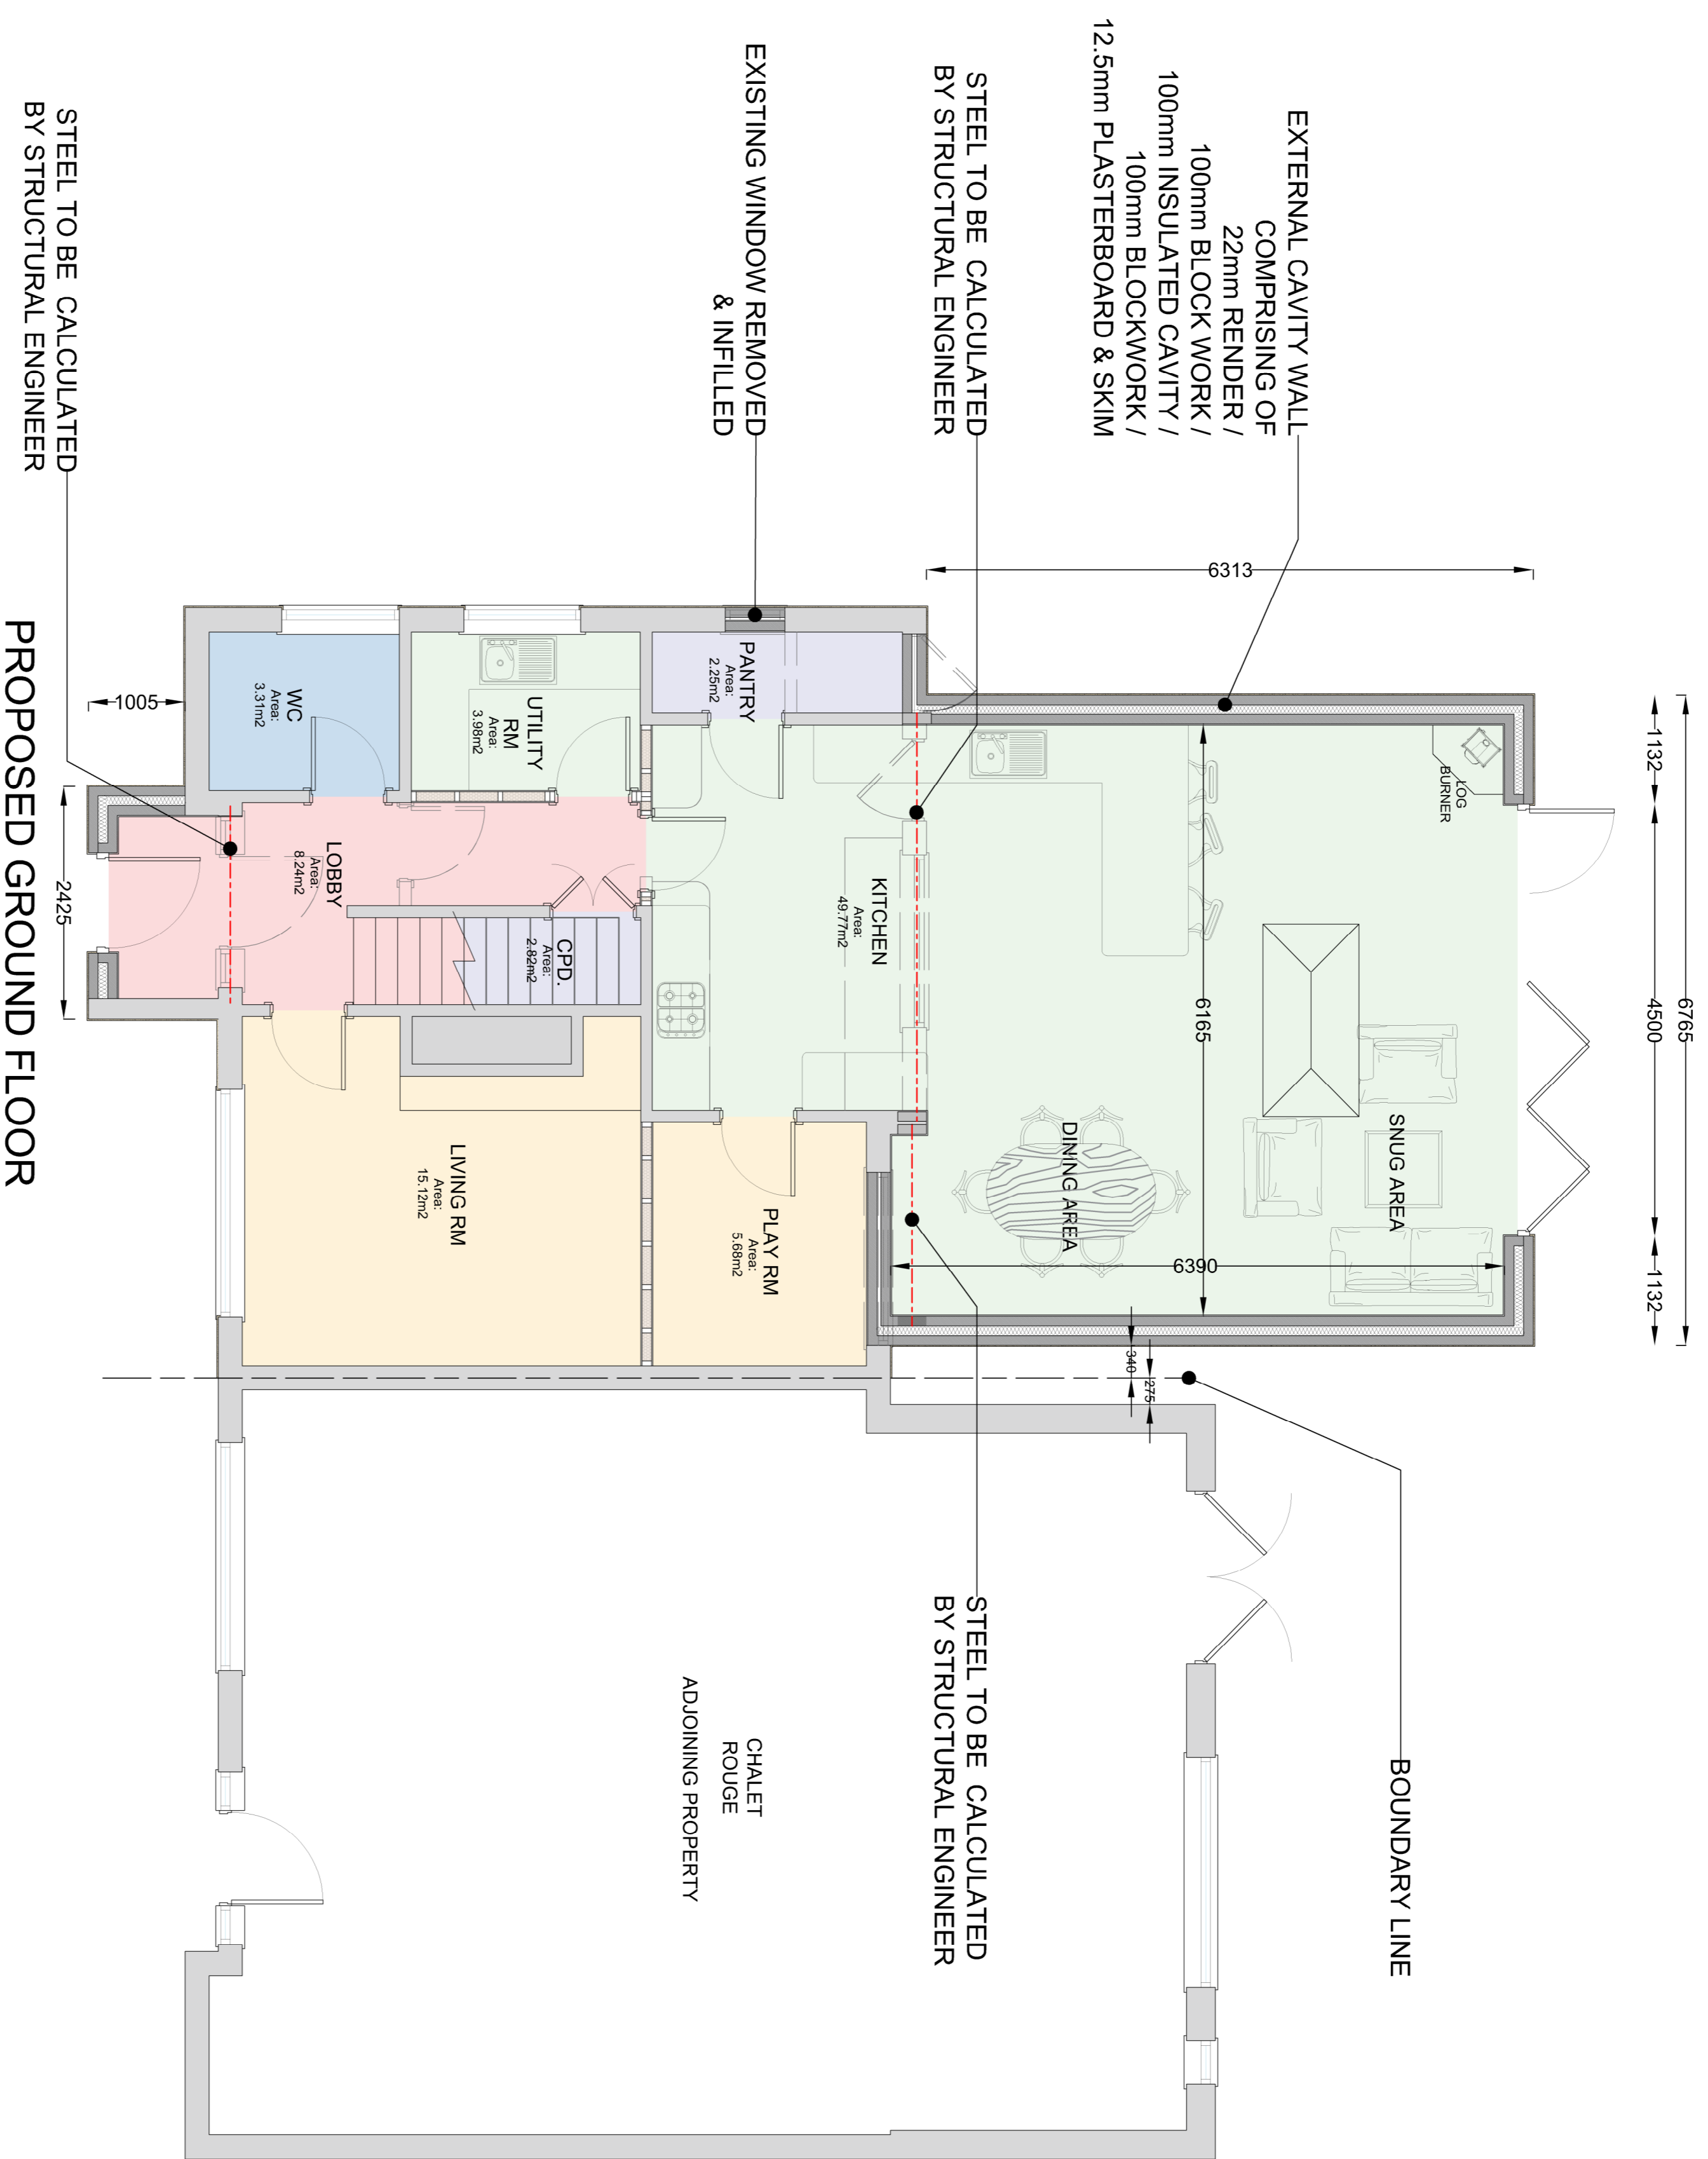 EXTERNAL CAVITY WALL
COMPRISING OF
22mm RENDER /
100mm BLOCK WORK /
100mm INSULATED CAVITY /
100mm BLOCKWORK /
12.5mm PLASTERBOARD & SKIM
STEEL TO BE CALCULATED
BY STRUCTURAL ENGINEER
EXISTING WINDOW REMOVED
& INFILLED
STEEL TO BE CALCULATED
BY STRUCTURAL ENGINEER
6765
1132
4500
1132
6313
LOG
BURNER
SNUG AREA
6165
6390
DINING AREA
340
275
KITCHEN
Area:
49.77m2
PANTRY
Area:
2.25m2
PLAY RM
Area:
5.68m2
UTILITY
RM
Area:
3.98m2
CPD.
Area:
2.82m2
LIVING RM
Area:
15.12m2
WC
Area:
3.31m2
LOBBY
Area:
8.24m2
1005
2425
BOUNDARY LINE
STEEL TO BE CALCULATED
BY STRUCTURAL ENGINEER
CHALET
ROUGE
ADJOINING PROPERTY
PROPOSED GROUND FLOOR